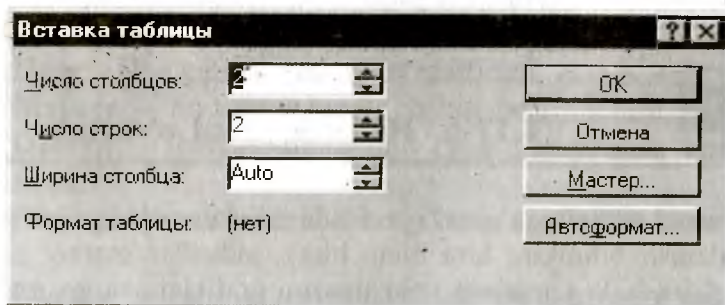 Вставка таблицы
Число столбцов: 2 OK
Число строк: 2 Отмена
Ширина столбца: Auto Мастер...
Формат таблицы: (нет) Автоформат...